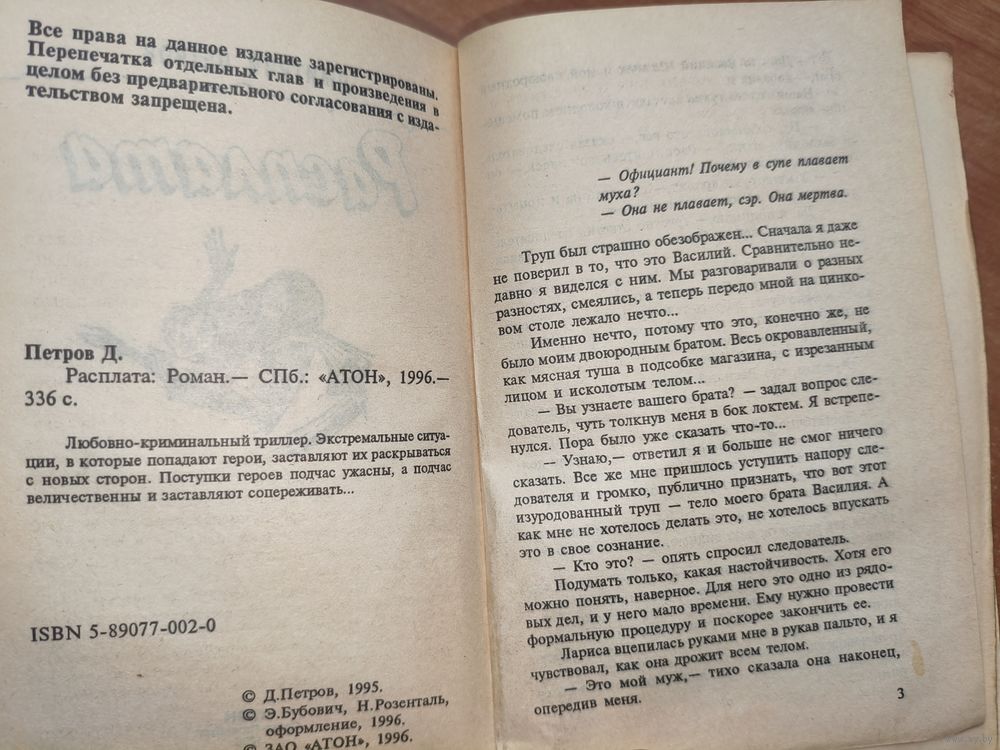 Все права на данное издание зарегистрированы.
Перепечатка отдельных глав и произведения в
целом без предварительного согласования с изда-
тельством запрещена.
Расплата
Петров Д.
Расплата: Роман.— СПб.: «АТОН», 1996.—
336 с.
Любовно-криминальный триллер. Экстремальные ситуа-
ции, в которые попадают герои, заставляют их раскрываться
с новых сторон. Поступки героев подчас ужасны, а подчас
величественны и заставляют сопереживать...
ISBN 5-89077-002-0
© Д.Петров, 1995.
© Э.Бубович, Н.Розенталь,
оформление, 1996.
© ЗАО «АТОН», 1996.
— Официант! Почему в супе плавает
муха?
— Она не плавает, сэр. Она мертва.
Труп был страшно обезображен... Сначала я даже
не поверил в то, что это Василий. Сравнительно не-
давно я виделся с ним. Мы разговаривали о разных
разностях, смеялись, а теперь передо мной на цинко-
вом столе лежало нечто...
Именно нечто, потому что это, конечно же, не
было моим двоюродным братом. Весь окровавленный,
как мясная туша в подсобке магазина, с изрезанным
лицом и исколотым телом...
— Вы узнаете вашего брата? — задал вопрос сле-
дователь, чуть толкнув меня в бок локтем. Я встрепе-
нулся. Пора было уже сказать что-то...
— Узнаю,— ответил я и больше не смог ничего
сказать. Все же мне пришлось уступить напору сле-
дователя и громко, публично признать, что вот этот
изуродованный труп — тело моего брата Василия. А
как мне не хотелось делать это, не хотелось впускать
это в свое сознание.
— Кто это? — опять спросил следователь.
Подумать только, какая настойчивость. Хотя его
можно понять, наверное. Для него это одно из рядо-
вых дел, и у него мало времени. Ему нужно провести
формальную процедуру и поскорее закончить ее.
Лариса вцепилась руками мне в рукав пальто, и я
чувствовал, как она дрожит всем телом.
— Это мой муж,— тихо сказала она наконец,
опередив меня.
3